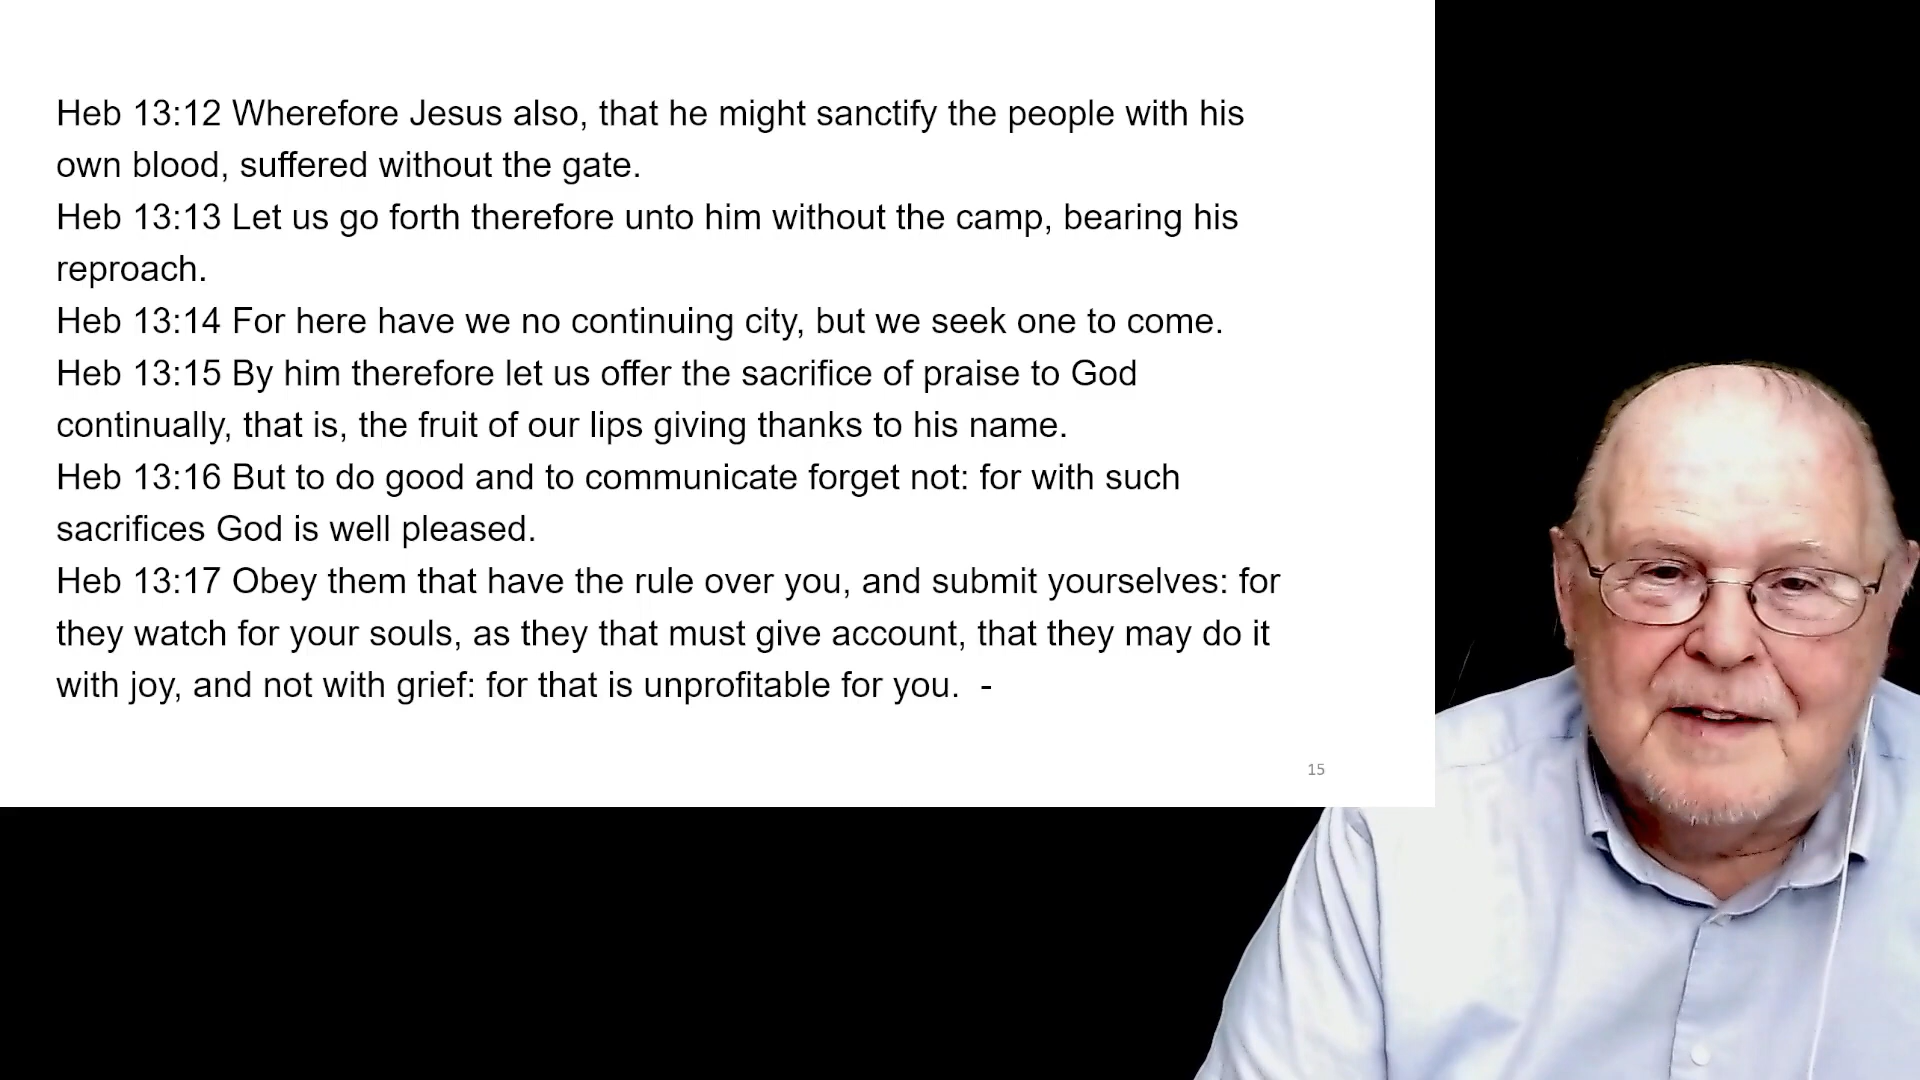 Heb 13:12 Wherefore Jesus also, that he might sanctify the people with his
own blood, suffered without the gate.
Heb 13:13 Let us go forth therefore unto him without the camp, bearing his
reproach.
Heb 13:14 For here have we no continuing city, but we seek one to come.
Heb 13:15 By him therefore let us offer the sacrifice of praise to God
continually, that is, the fruit of our lips giving thanks to his name.
Heb 13:16 But to do good and to communicate forget not: for with such
sacrifices God is well pleased.
Heb 13:17 Obey them that have the rule over you, and submit yourselves: for
they watch for your souls, as they that must give account, that they may do it
with joy, and not with grief: for that is unprofitable for you.  -
15